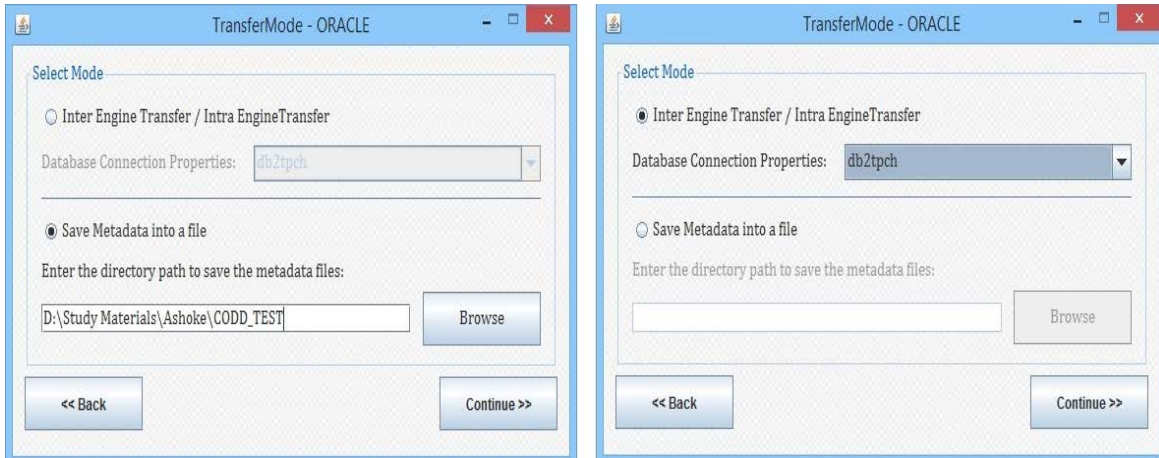 TransferMode - ORACLE
Select Mode
Inter Engine Transfer / Intra EngineTransfer
Database Connection Properties: db2tpch
Save Metadata into a file
Enter the directory path to save the metadata files:
D:\Study Materials\Ashoke\CODD_TEST Browse
<< Back Continue >>
TransferMode - ORACLE
Select Mode
Inter Engine Transfer / Intra EngineTransfer
Database Connection Properties: db2tpch
Save Metadata into a file
Enter the directory path to save the metadata files:
Browse
<< Back Continue >>